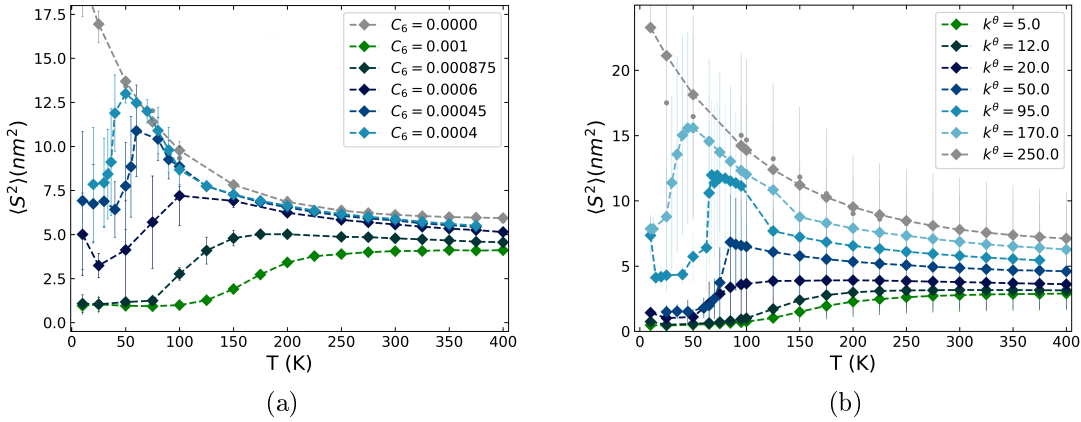 17.5
15.0
12.5
10.0
7.5
5.0
2.5
0.0
⟨S²⟩(nm²)
0 50 100 150 200 250 300 350 400
T (K)
C₆ = 0.0000
C₆ = 0.001
C₆ = 0.000875
C₆ = 0.0006
C₆ = 0.00045
C₆ = 0.0004
(a)
20
15
10
5
0
⟨S²⟩(nm²)
0 50 100 150 200 250 300 350 400
T (K)
k^θ = 5.0
k^θ = 12.0
k^θ = 20.0
k^θ = 50.0
k^θ = 95.0
k^θ = 170.0
k^θ = 250.0
(b)